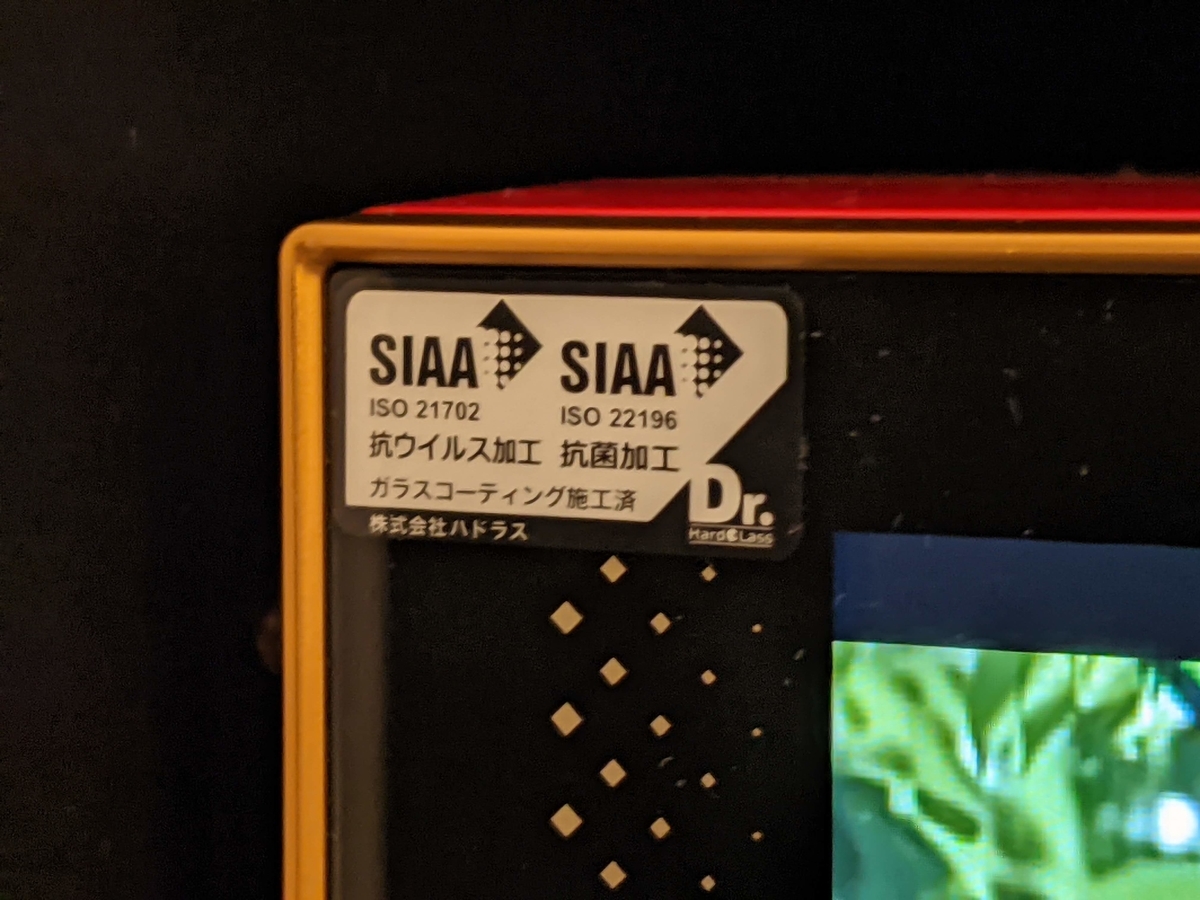 SIAA SIAA
ISO 21702 ISO 22196
抗ウイルス加工 抗菌加工
ガラスコーティング施工済
株式会社ハドラス
Dr.
HardGLass